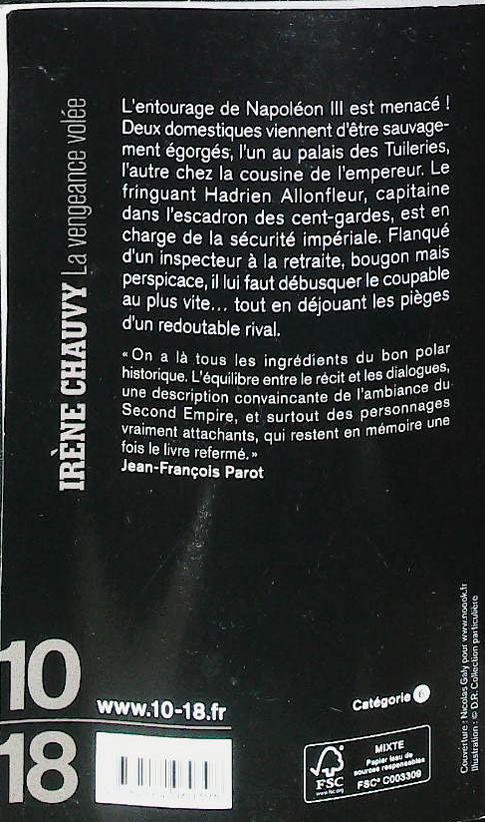 IRÈNE CHAUVY La vengeance volée
L'entourage de Napoléon III est menacé !
Deux domestiques viennent d'être sauvage-
ment égorgés, l'un au palais des Tuileries,
l'autre chez la cousine de l'empereur. Le
fringuant Hadrien Allonfleur, capitaine
dans l'escadron des cent-gardes, est en
charge de la sécurité impériale. Flanqué
d'un inspecteur à la retraite, bougon mais
perspicace, il lui faut débusquer le coupable
au plus vite... tout en déjouant les pièges
d'un redoutable rival.
« On a là tous les ingrédients du bon polar
historique. L'équilibre entre le récit et les dialogues,
une description convaincante de l'ambiance du
Second Empire, et surtout des personnages
vraiment attachants, qui restent en mémoire une
fois le livre refermé. »
Jean-François Parot
10
18
www.10-18.fr
Catégorie 6
FSC
www.fsc.org
MIXTE
Papier issu de
sources responsables
FSC® C003309
Couverture : Nicolas Galy pour www.noook.fr
Illustration : © D.R. Collection particulière